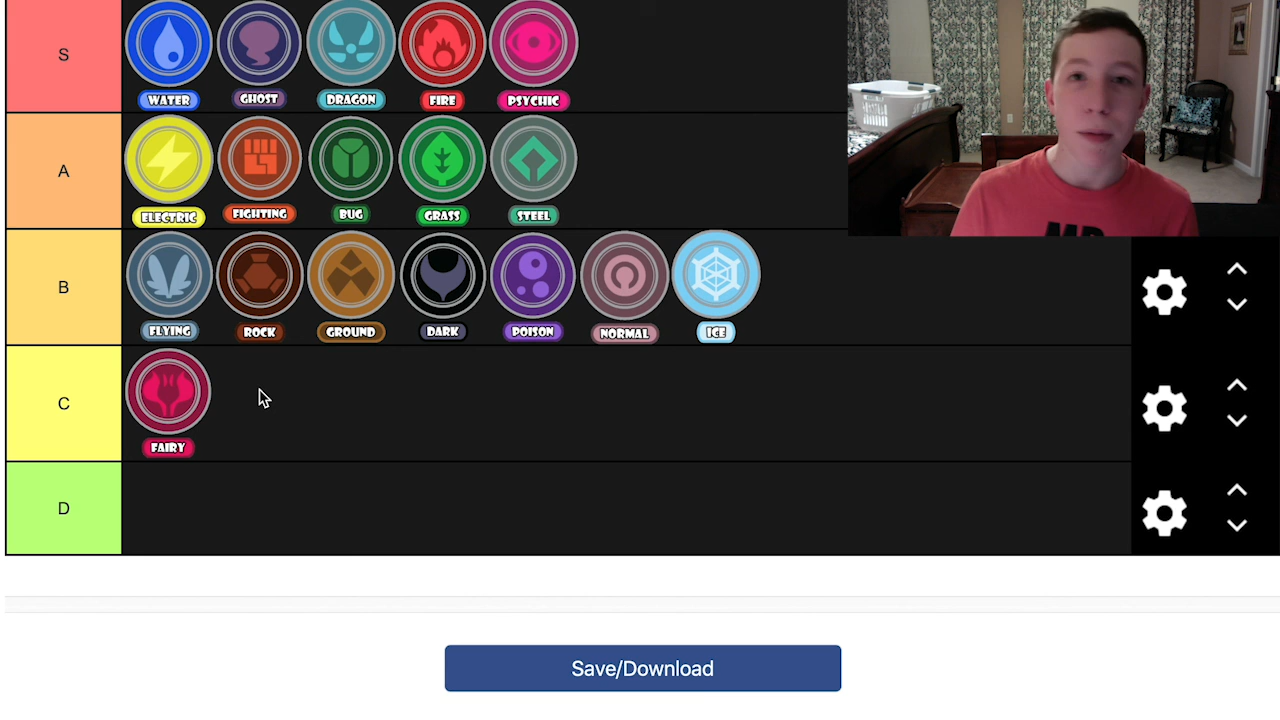 S
WATER GHOST DRAGON FIRE PSYCHIC
A
ELECTRIC FIGHTING BUG GRASS STEEL
B
FLYING ROCK GROUND DARK POISON NORMAL ICE
C
FAIRY
D
Save/Download